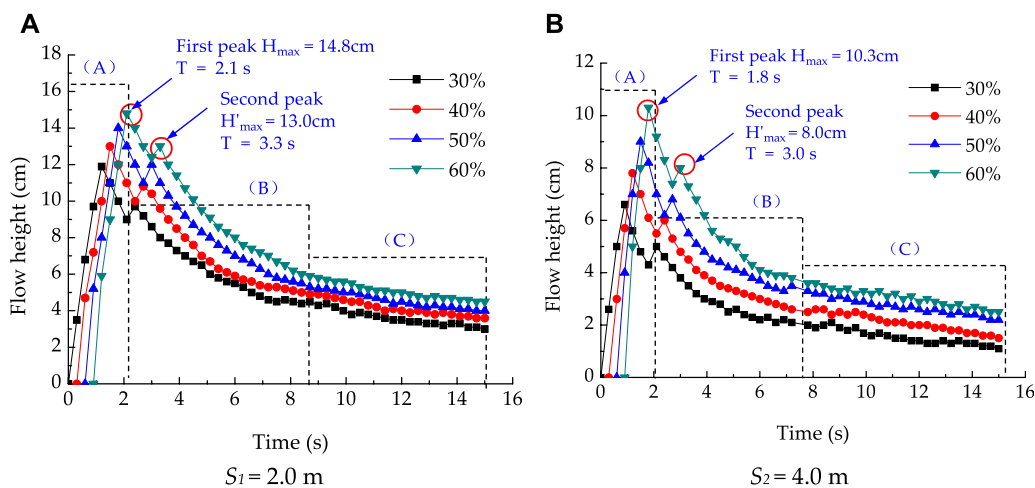 A
First peak Hmax = 14.8cm
T = 2.1 s
(A)
Second peak
H'max = 13.0cm
T = 3.3 s
30%
40%
50%
60%
(B)
(C)
Flow height (cm)
18
16
14
12
10
8
6
4
2
0
0 2 4 6 8 10 12 14 16
Time (s)
S1 = 2.0 m
B
First peak Hmax = 10.3cm
T = 1.8 s
(A)
Second peak
H'max = 8.0cm
T = 3.0 s
30%
40%
50%
60%
(B)
(C)
Flow height (cm)
12
10
8
6
4
2
0
0 2 4 6 8 10 12 14 16
Time (s)
S2 = 4.0 m